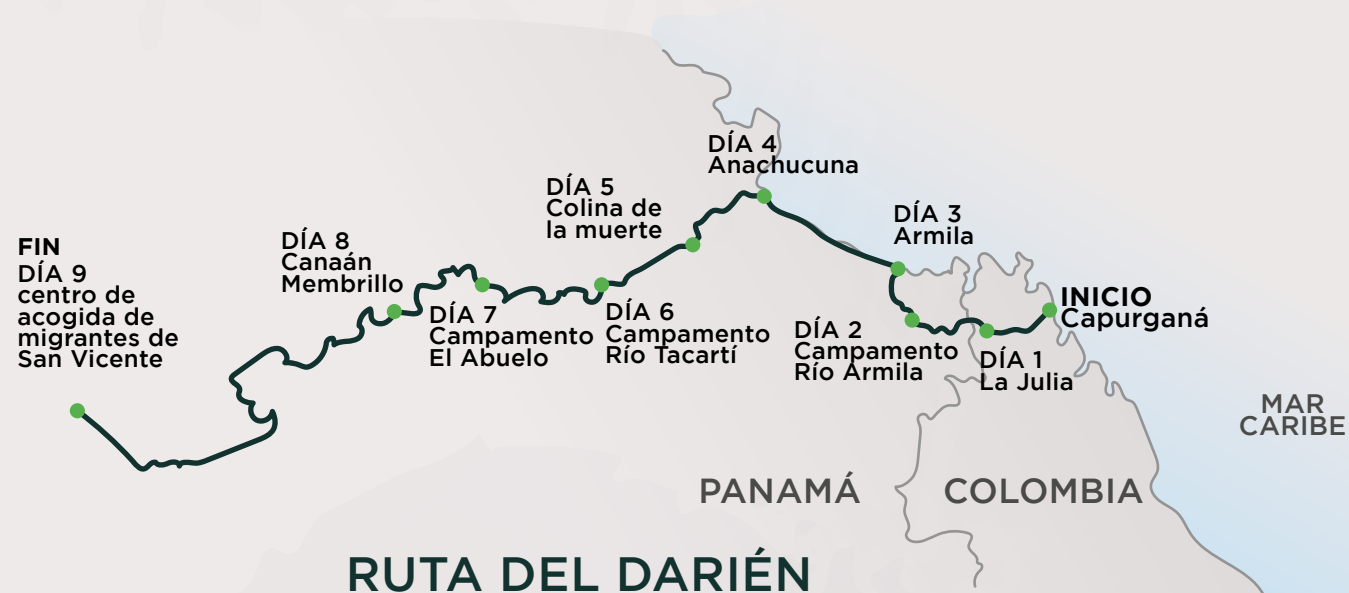 DÍA 4
Anachucuna
DÍA 5
Colina de
la muerte
DÍA 3
Armila
FIN
DÍA 9
centro de
acogida de
migrantes de
San Vicente
DÍA 8
Canaán
Membrillo
DÍA 7
Campamento
El Abuelo
DÍA 6
Campamento
Río Tacartí
DÍA 2
Campamento
Río Armila
DÍA 1
La Julia
INICIO
Capurganá
MAR
CARIBE
PANAMÁ
COLOMBIA
RUTA DEL DARIÉN